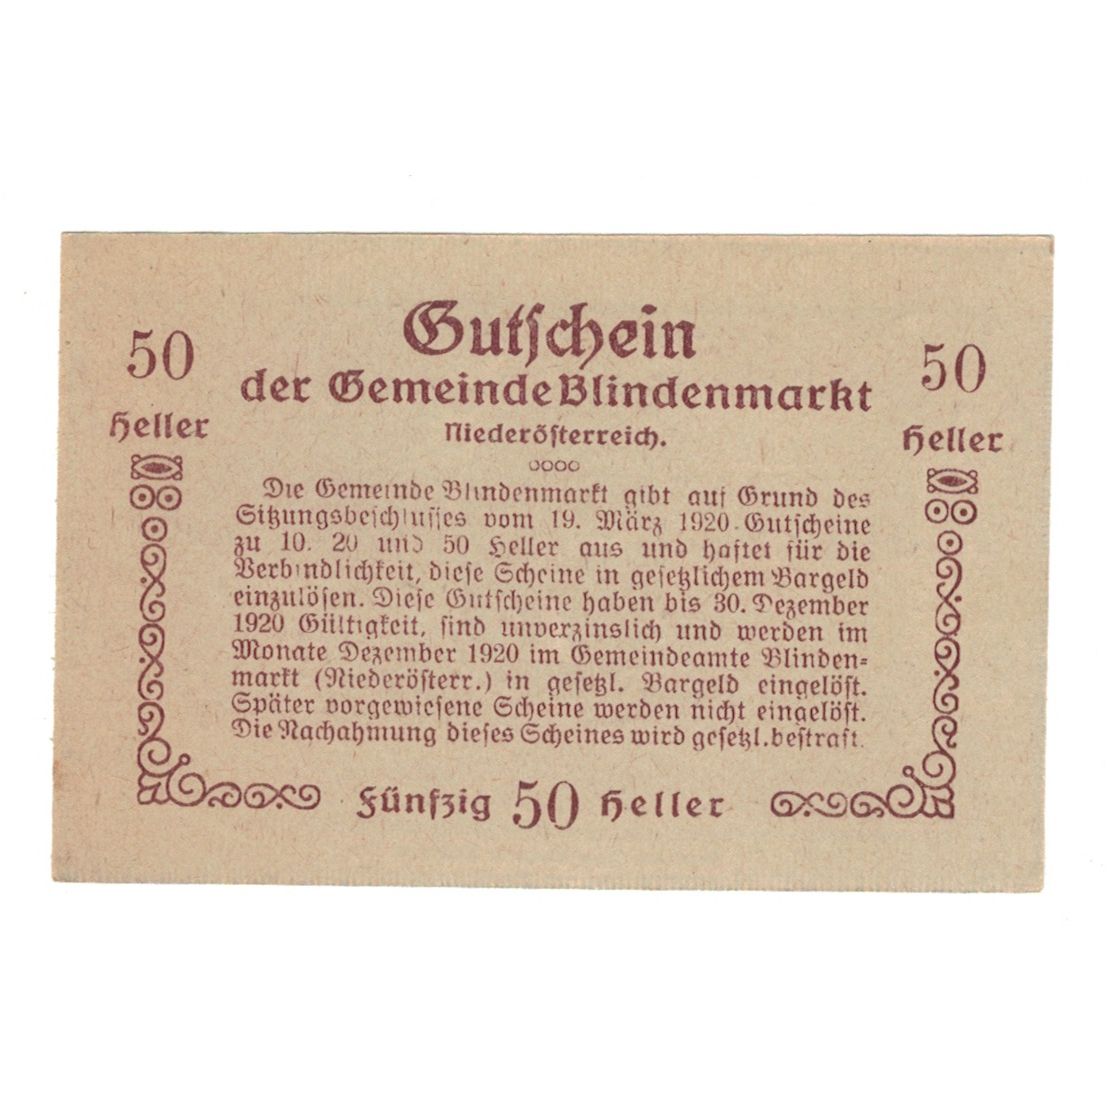 Gutschein
50 50
der Gemeinde Blindenmarkt
Heller Heller
Niederösterreich.
Die Gemeinde Blindenmarkt gibt auf Grund des
Sitzungsbeschlusses vom 19. März 1920 Gutscheine
zu 10. 20 und 50 Heller aus und haftet für die
Verbindlichkeit, diese Scheine in gesetzlichem Bargeld
einzulösen. Diese Gutscheine haben bis 30. Dezember
1920 Gültigkeit, sind unverzinslich und werden im
Monate Dezember 1920 im Gemeindeamte Blinden=
markt (Niederösterr.) in gesetzl. Bargeld eingelöst.
Später vorgewiesene Scheine werden nicht eingelöst.
Die Nachahmung dieses Scheines wird gesetzl. bestraft.
Fünfzig 50 Heller